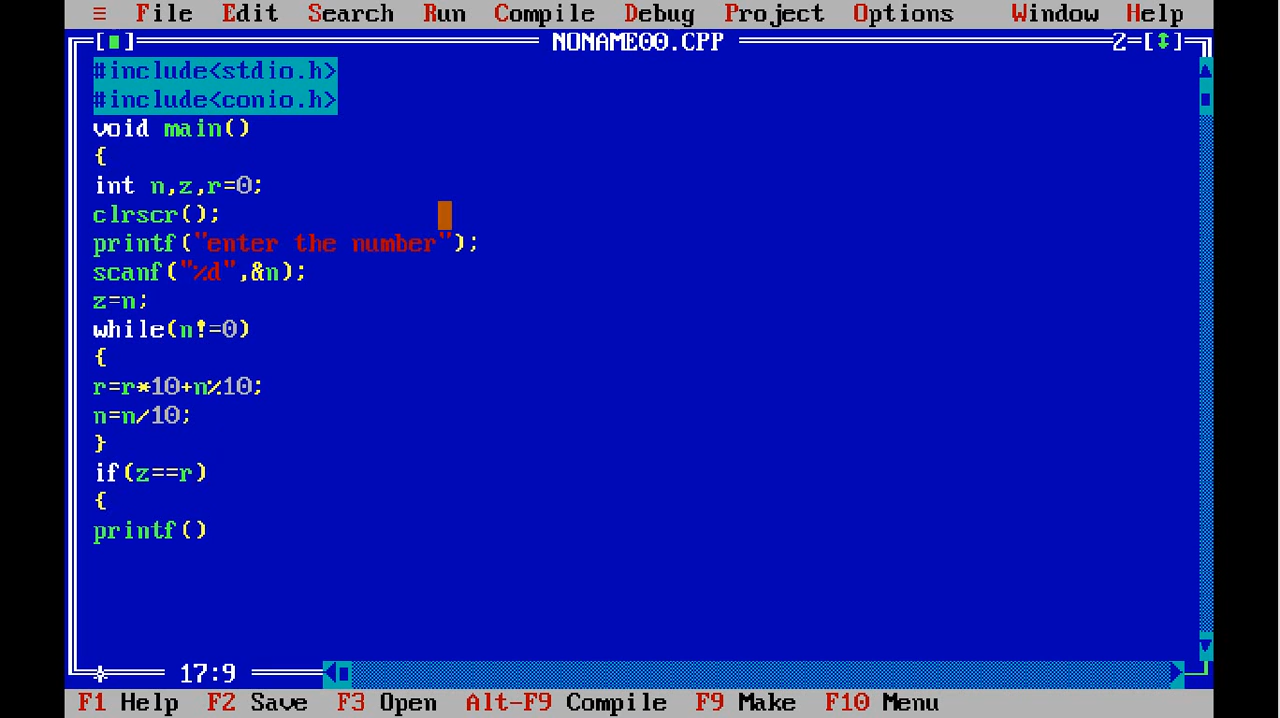 ≡ File Edit Search Run Compile Debug Project Options Window Help
[■] NONAME00.CPP 2=[↕]
#include<stdio.h>
#include<conio.h>
void main()
{
int n,z,r=0;
clrscr();
printf("enter the number");
scanf("%d",&n);
z=n;
while(n!=0)
{
r=r*10+n%10;
n=n/10;
}
if(z==r)
{
printf()
17:9
F1 Help F2 Save F3 Open Alt-F9 Compile F9 Make F10 Menu